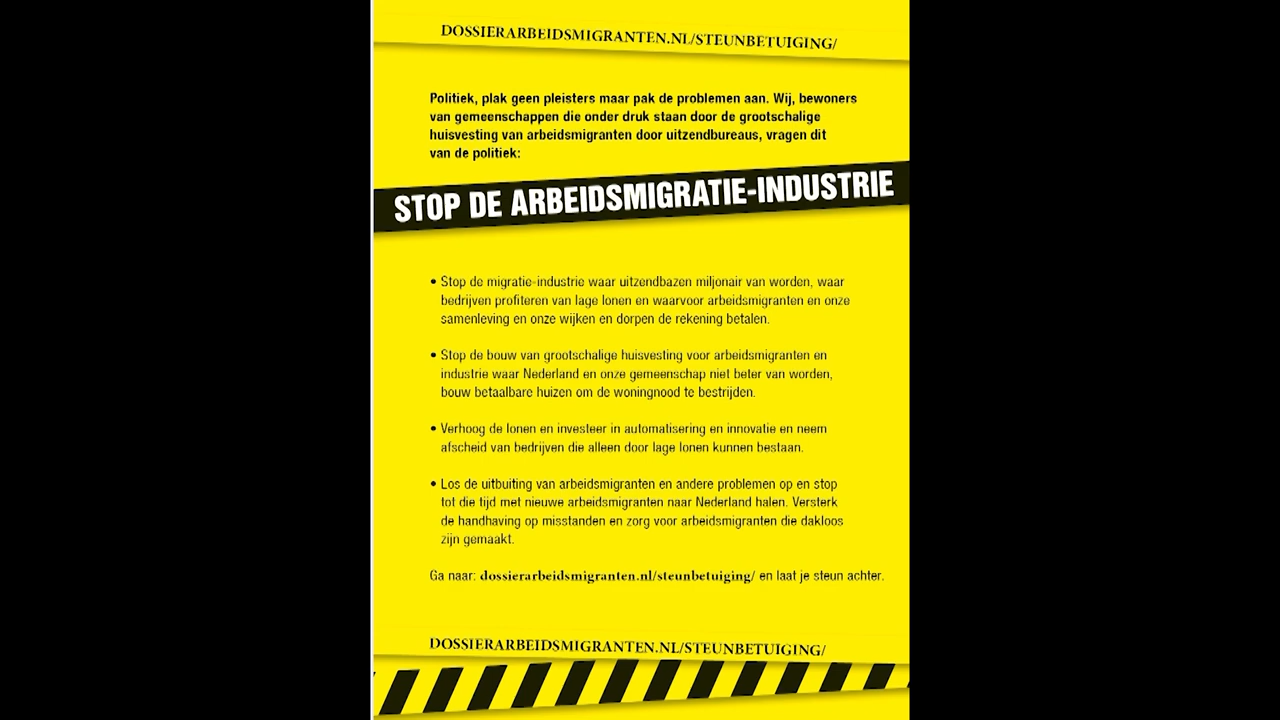 DOSSIERARBEIDSMIGRANTEN.NL/STEUNBETUIGING/
Politiek, plak geen pleisters maar pak de problemen aan. Wij, bewoners
van gemeenschappen die onder druk staan door de grootschalige
huisvesting van arbeidsmigranten door uitzendbureaus, vragen dit
van de politiek:
STOP DE ARBEIDSMIGRATIE-INDUSTRIE
• Stop de migratie-industrie waar uitzendbazen miljonair van worden, waar
bedrijven profiteren van lage lonen en waarvoor arbeidsmigranten en onze
samenleving en onze wijken en dorpen de rekening betalen.
• Stop de bouw van grootschalige huisvesting voor arbeidsmigranten en
industrie waar Nederland en onze gemeenschap niet beter van worden,
bouw betaalbare huizen om de woningnood te bestrijden.
• Verhoog de lonen en investeer in automatisering en innovatie en neem
afscheid van bedrijven die alleen door lage lonen kunnen bestaan.
• Los de uitbuiting van arbeidsmigranten en andere problemen op en stop
tot die tijd met nieuwe arbeidsmigranten naar Nederland halen. Versterk
de handhaving op misstanden en zorg voor arbeidsmigranten die dakloos
zijn gemaakt.
Ga naar: dossierarbeidsmigranten.nl/steunbetuiging/ en laat je steun achter.
DOSSIERARBEIDSMIGRANTEN.NL/STEUNBETUIGING/